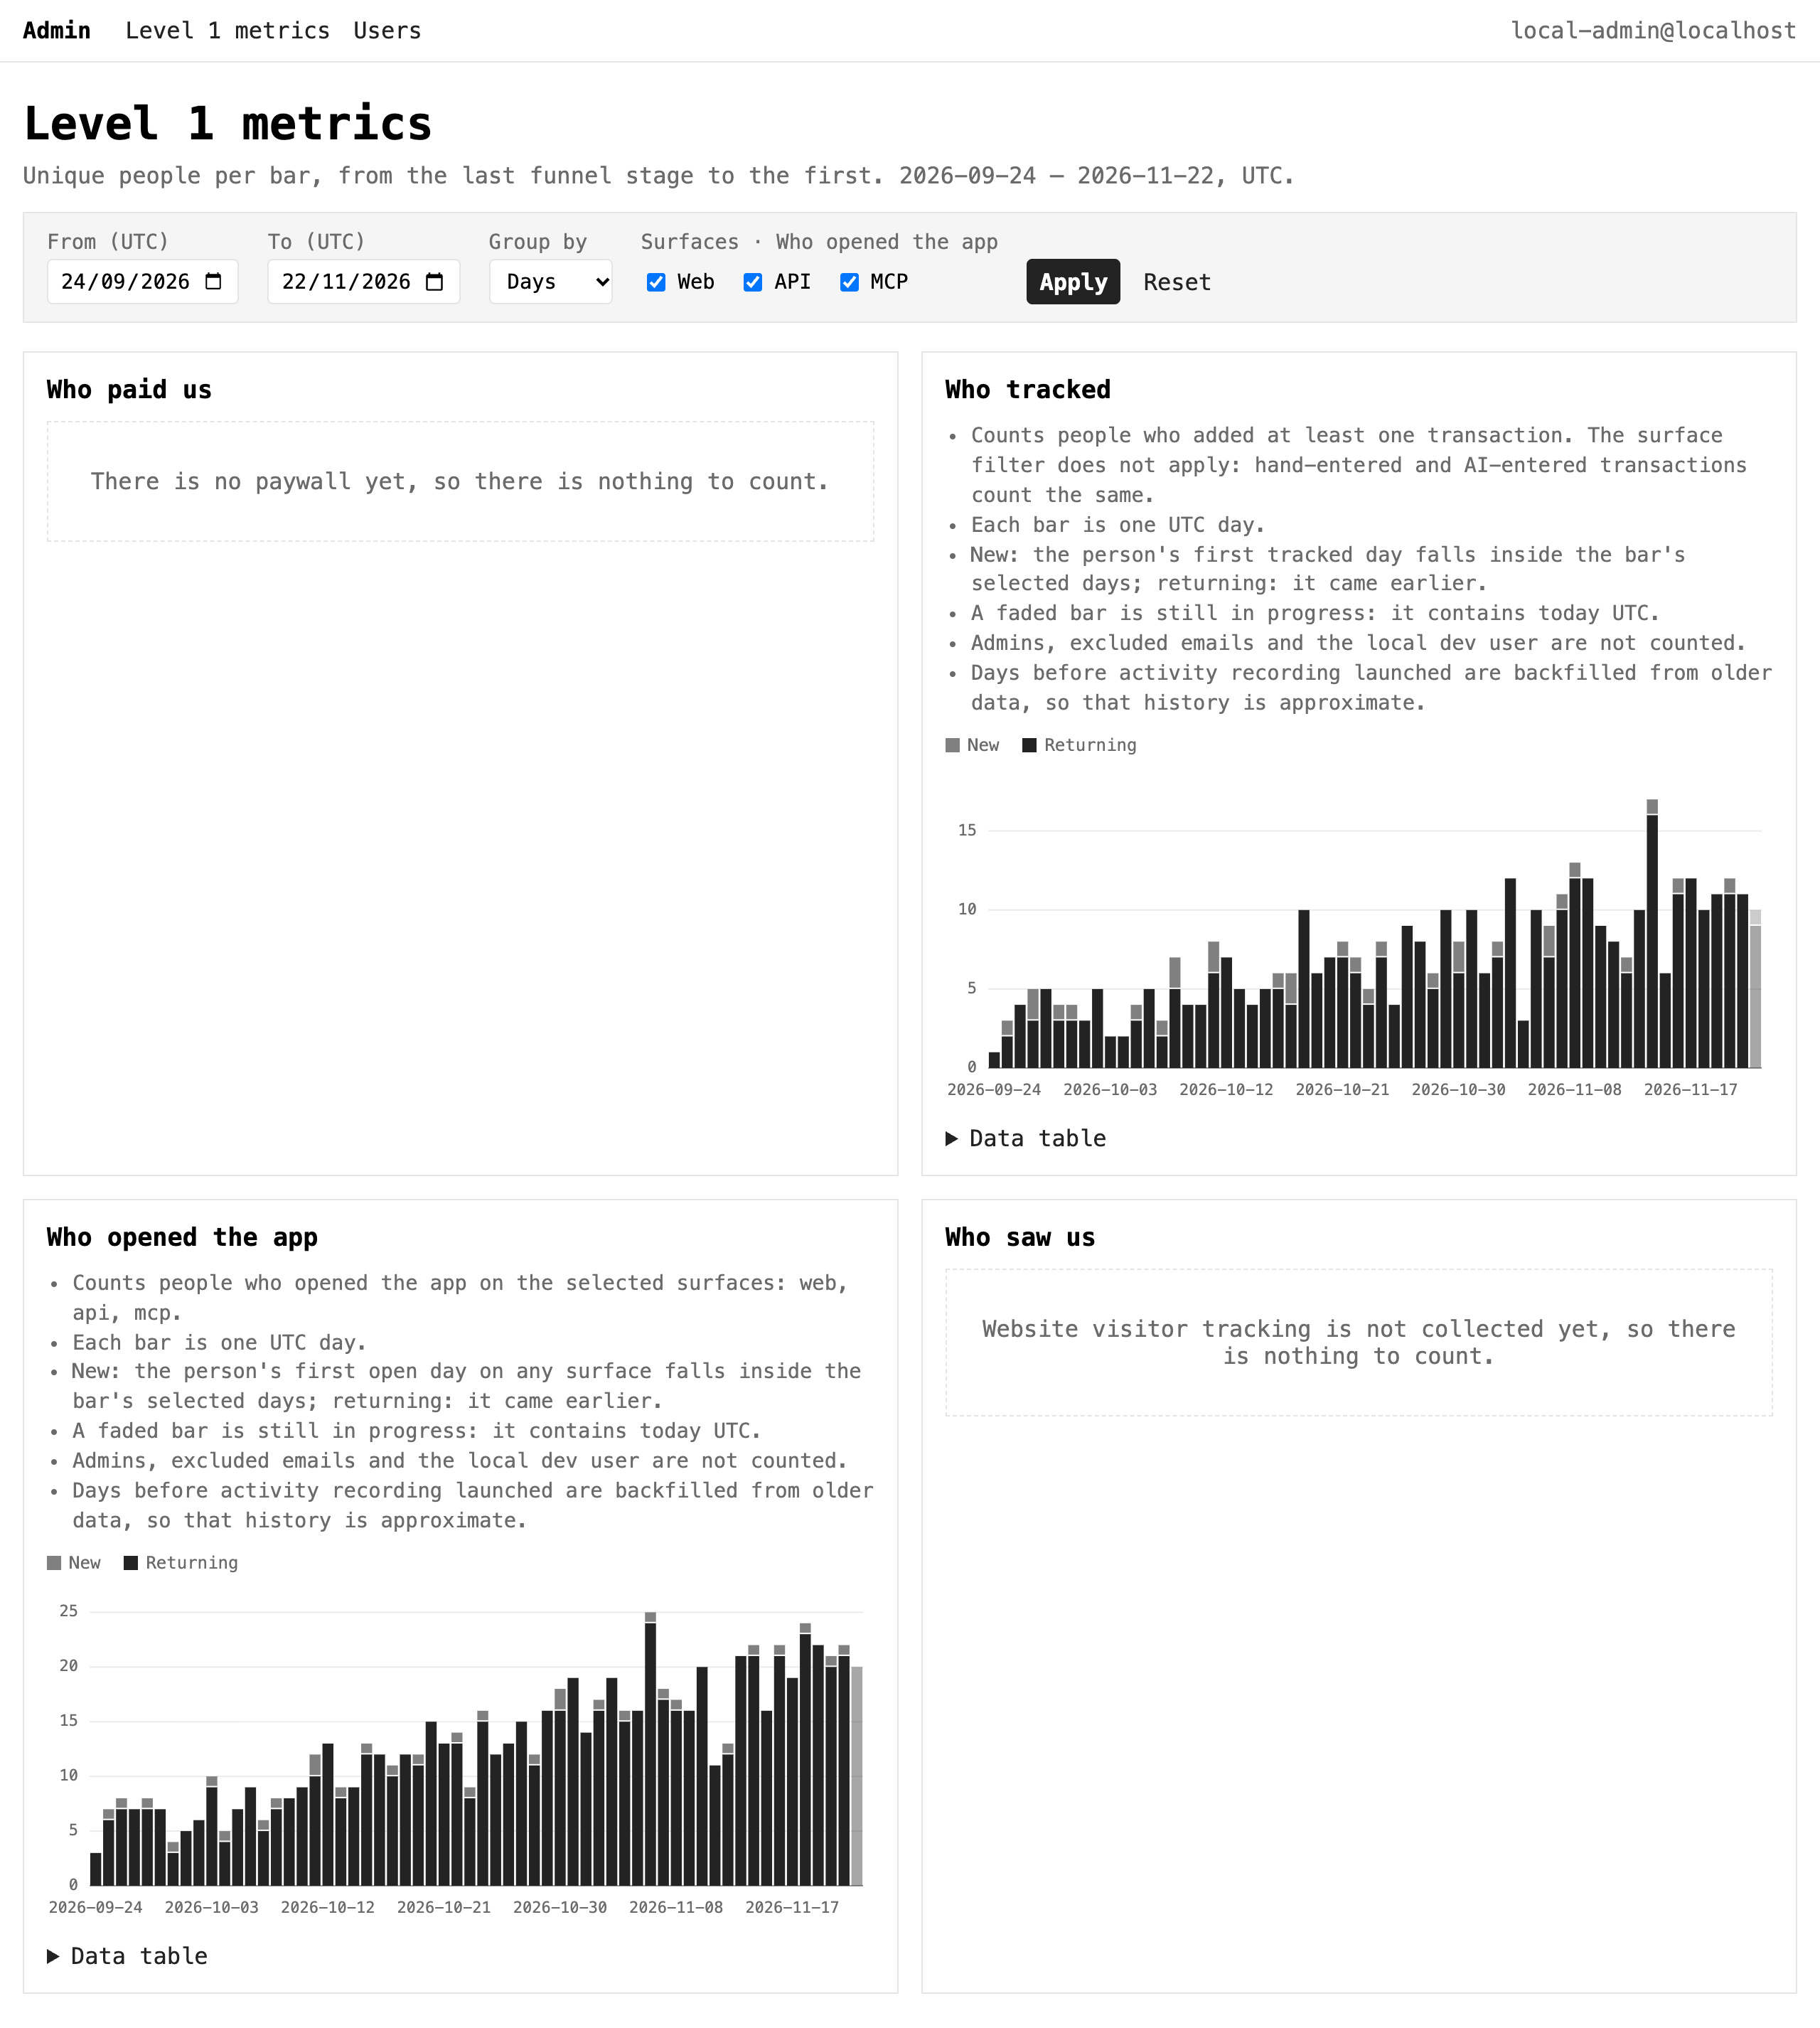 Admin Level 1 metrics Users local-admin@localhost
Level 1 metrics
Unique people per bar, from the last funnel stage to the first. 2026-09-24 — 2026-11-22, UTC.
From (UTC) To (UTC) Group by Surfaces · Who opened the app
24/09/2026 22/11/2026 Days Web API MCP Apply Reset
Who paid us
There is no paywall yet, so there is nothing to count.
Who tracked
• Counts people who added at least one transaction. The surface
filter does not apply: hand-entered and AI-entered transactions
count the same.
• Each bar is one UTC day.
• New: the person's first tracked day falls inside the bar's
selected days; returning: it came earlier.
• A faded bar is still in progress: it contains today UTC.
• Admins, excluded emails and the local dev user are not counted.
• Days before activity recording launched are backfilled from older
data, so that history is approximate.
New Returning
15
10
5
0
2026-09-24 2026-10-03 2026-10-12 2026-10-21 2026-10-30 2026-11-08 2026-11-17
Data table
Who opened the app
• Counts people who opened the app on the selected surfaces: web,
api, mcp.
• Each bar is one UTC day.
• New: the person's first open day on any surface falls inside the
bar's selected days; returning: it came earlier.
• A faded bar is still in progress: it contains today UTC.
• Admins, excluded emails and the local dev user are not counted.
• Days before activity recording launched are backfilled from older
data, so that history is approximate.
New Returning
25
20
15
10
5
0
2026-09-24 2026-10-03 2026-10-12 2026-10-21 2026-10-30 2026-11-08 2026-11-17
Data table
Who saw us
Website visitor tracking is not collected yet, so there
is nothing to count.